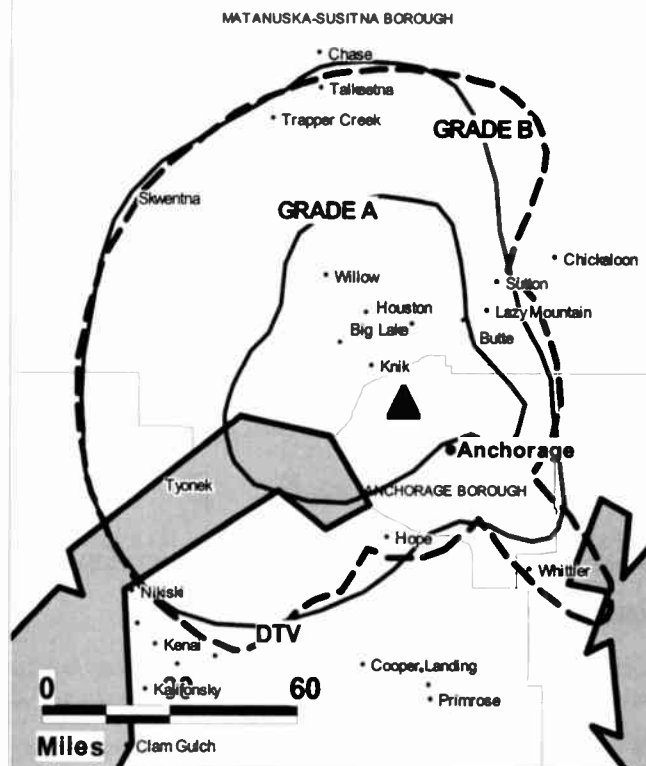 MATANUSKA-SUSITNA BOROUGH
Chase
Talkeetna
Trapper Creek
GRADE B
Skwentna
GRADE A
Chickaloon
Willow
Sutton
Houston
Lazy Mountain
Big Lake
Butte
Knik
Anchorage
Tyonek
ANCHORAGE BOROUGH
Hope
Whittier
Nikiski
DTV
Kenai
Cooper Landing
0 60
Kalifonsky
Primrose
Miles
Clam Gulch